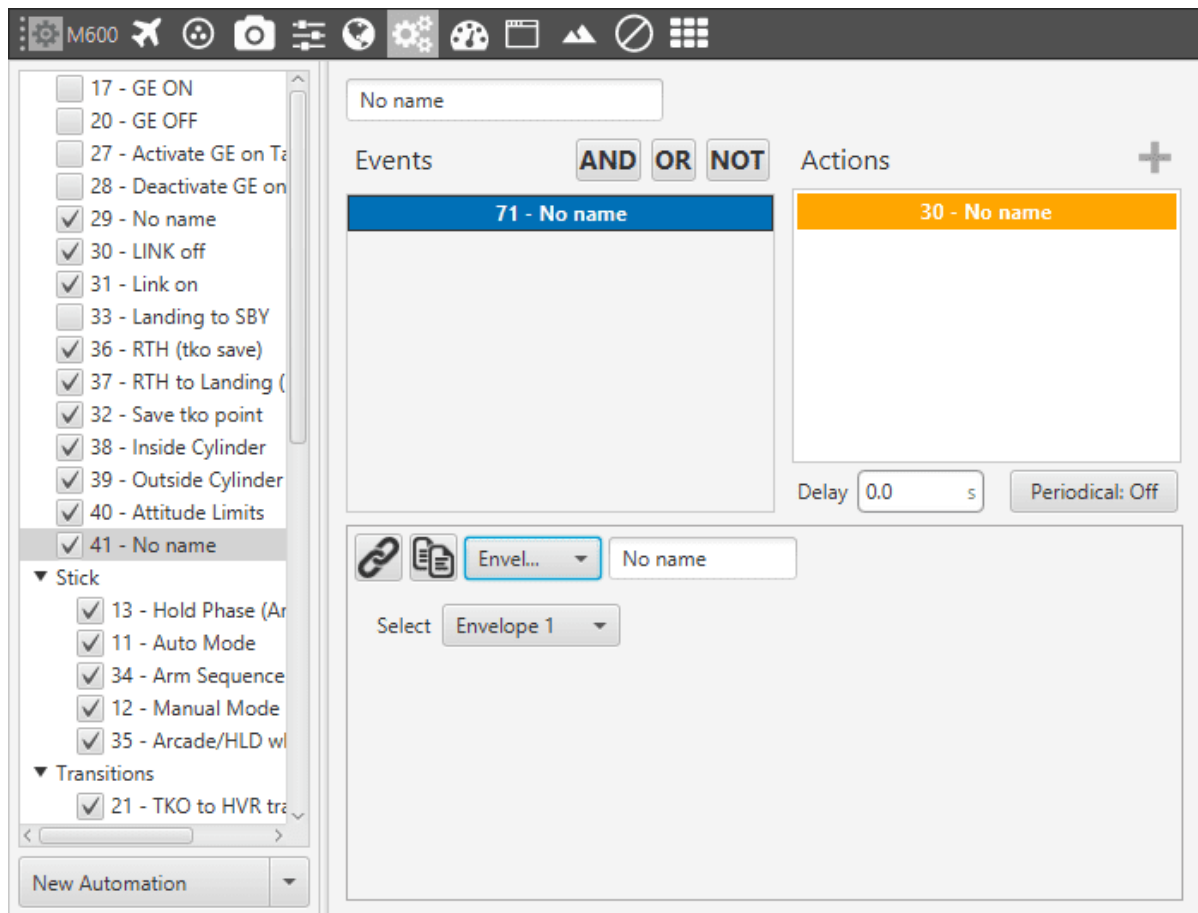 M600
17 - GE ON
20 - GE OFF
27 - Activate GE on Ta
28 - Deactivate GE on
29 - No name
30 - LINK off
31 - Link on
33 - Landing to SBY
36 - RTH (tko save)
37 - RTH to Landing (
32 - Save tko point
38 - Inside Cylinder
39 - Outside Cylinder
40 - Attitude Limits
41 - No name
Stick
13 - Hold Phase (Ar
11 - Auto Mode
34 - Arm Sequence
12 - Manual Mode
35 - Arcade/HLD wl
Transitions
21 - TKO to HVR tra
New Automation
No name
Events
AND OR NOT
71 - No name
Actions
30 - No name
Delay 0.0 s
Periodical: Off
Envel...
No name
Select Envelope 1